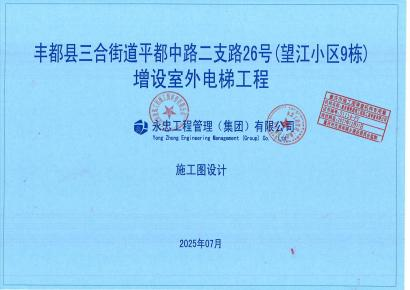 丰都县三合街道平都中路二支路26号(望江小区9栋)
增设室外电梯工程
永忠工程管理（集团）有限公司
Yong Zhong Engineering Management (Group) Co.,
施工图设计
2025年07月